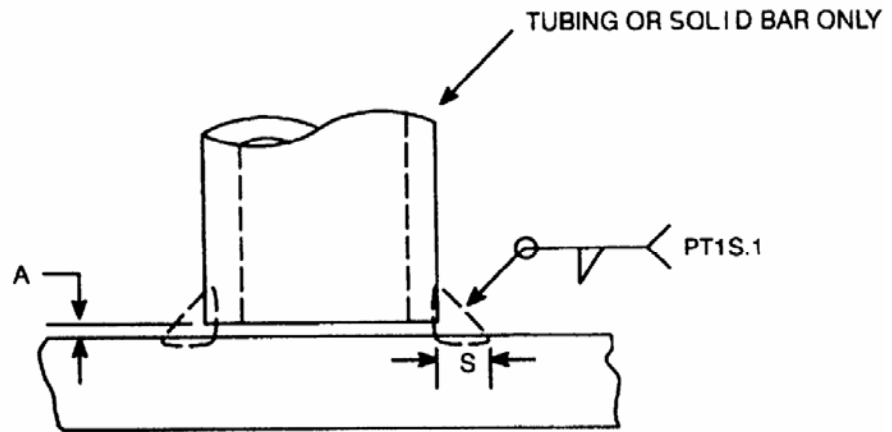 TUBING OR SOLID BAR ONLY
A
PT1S.1
S